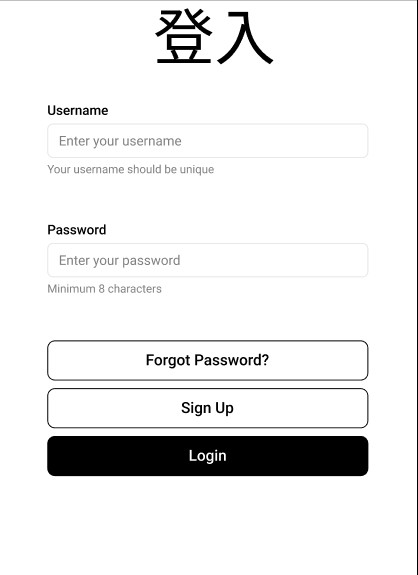 登入
Username
Enter your username
Your username should be unique
Password
Enter your password
Minimum 8 characters
Forgot Password?
Sign Up
Login